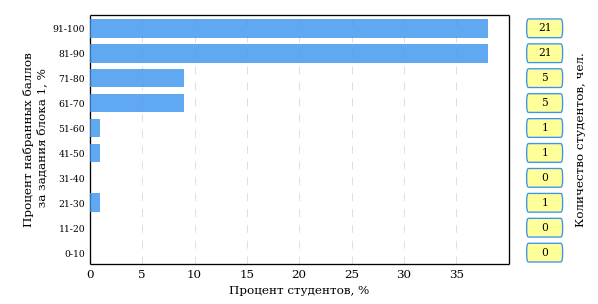 Процент набранных баллов
за задания блока 1, %
91-100 21
81-90 21
71-80 5
61-70 5
51-60 1
41-50 1
31-40 0
21-30 1
11-20 0
0-10 0
0 5 10 15 20 25 30 35
Процент студентов, %
Количество студентов, чел.